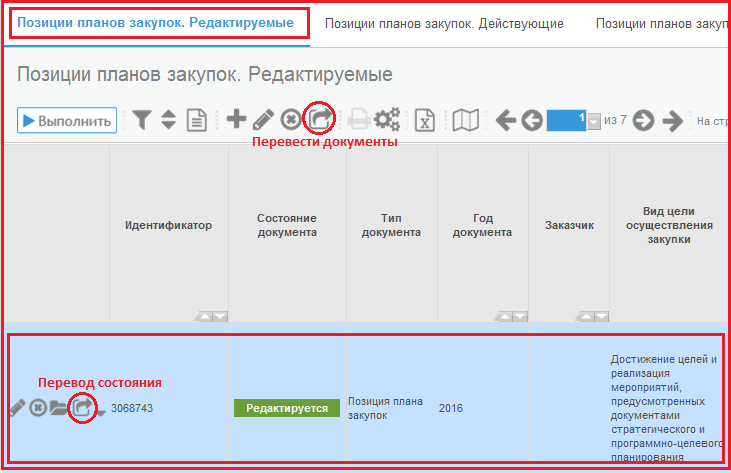 Позиции планов закупок. Редактируемые
Позиции планов закупок. Действующие
Позиции планов закуп
Позиции планов закупок. Редактируемые
Выполнить
1
из 7
На стр
Перевести документы
Идентификатор
Состояние
документа
Тип
документа
Год
документа
Заказчик
Вид цели
осуществления
закупки
Перевод состояния
3068743
Редактируется
Позиция плана
закупок
2016
Достижение целей и
реализация
мероприятий,
предусмотренных
документами
стратегического и
программно-целевого
планирования